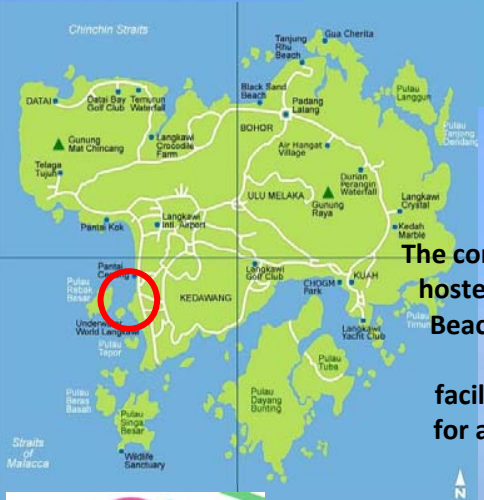 Chinchin Straits
Tanjung
Rhu
Beach
Gua Cherita
DATAI
Datai Bay
Golf Club
Temurun
Waterfall
Black Sand
Beach
Padang
Lalang
Pulau
Langgun
Pulau
Tanjung
Dendang
BOHOR
Gunung
Mat Chincang
Langkawi
Crocodile
Farm
Air Hangat
Village
Telaga
Tujuh
Durian
Perangin
Waterfall
ULU MELAKA
Gunung
Raya
Langkawi
Crystal
Pantai Kok
Langkawi
Intl. Airport
Kedah
Marble
Pantai
Cenang
Pulau
Rebak
Besar
KEDAWANG
Langkawi
Golf Club
CHOGM
Park
KUAH
The
hoste
Beac
Pulau
Timun
Underwater
World Langkawi
Langkawi
Yacht Club
Pulau
Tapor
Pulau
Tuba
facil
for a
Pulau
Beras
Basah
Pulau
Singa
Besar
Pulau
Dayang
Bunting
Straits
of
Malacca
Wildlife
Sanctuary
N